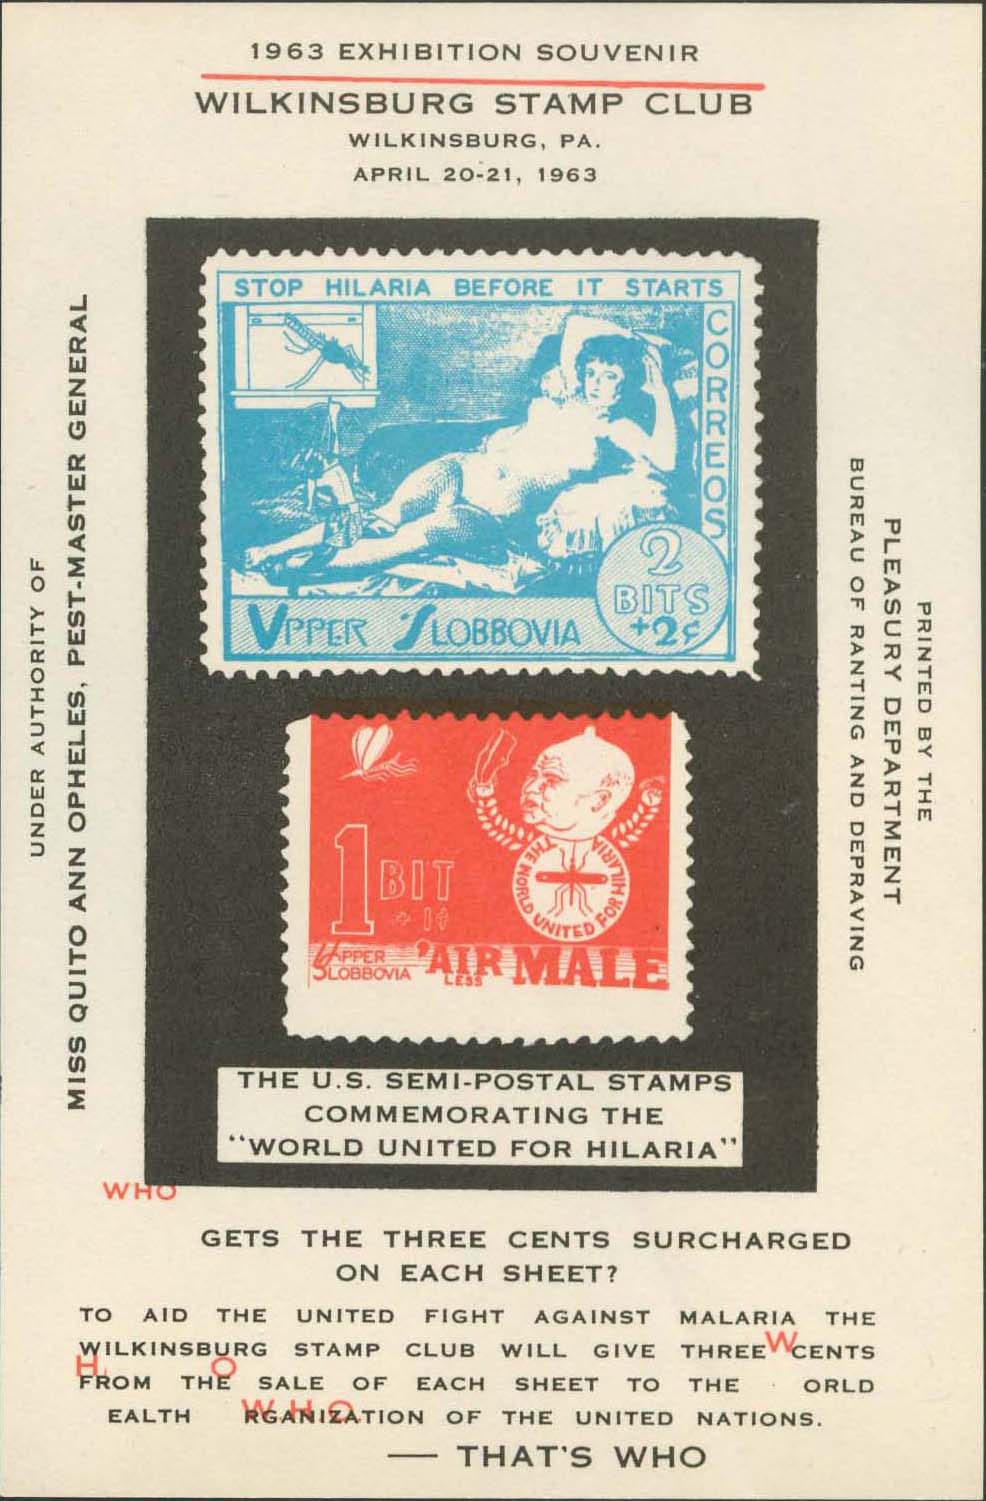 1963 EXHIBITION SOUVENIR
WILKINSBURG STAMP CLUB
WILKINSBURG, PA.
APRIL 20-21, 1963
UNDER AUTHORITY OF
MISS QUITO ANN OPHELES, PEST-MASTER GENERAL
STOP HILARIA BEFORE IT STARTS
CORREOS
2
BITS
+2¢
UPPER SLOBBOVIA
1 BIT
+1¢
THE WORLD UNITED FOR HILARIA
UPPER
SLOBBOVIA
'AIR MALE
LESS
PRINTED BY THE
PLEASURY DEPARTMENT
BUREAU OF RANTING AND DEPRAVING
THE U.S. SEMI-POSTAL STAMPS
COMMEMORATING THE
"WORLD UNITED FOR HILARIA"
WHO
GETS THE THREE CENTS SURCHARGED
ON EACH SHEET?
TO AID THE UNITED FIGHT AGAINST MALARIA THE
WILKINSBURG STAMP CLUB WILL GIVE THREE W CENTS
H. O
FROM THE SALE OF EACH SHEET TO THE ORLD
EALTH RGANIZATION OF THE UNITED NATIONS.
W.H.O.
— THAT'S WHO